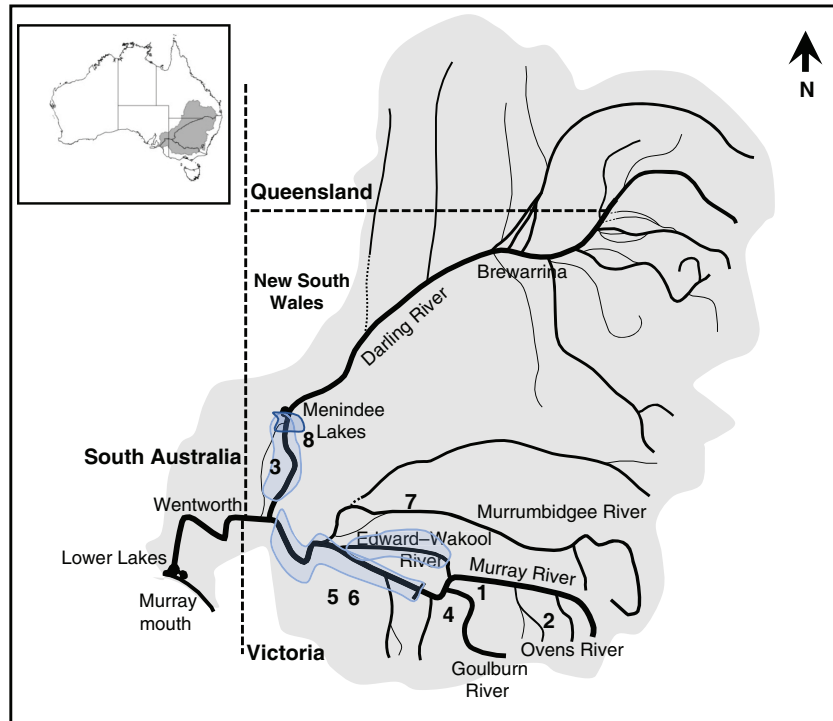 N
Queensland
New South
Wales
Brewarrina
Darling River
Menindee
Lakes
8
South Australia
3
Wentworth
7
Murrumbidgee River
Edward–Wakool
River
Lower Lakes
Murray River
Murray
mouth
5 6
4
1
2
Victoria
Ovens River
Goulburn
River